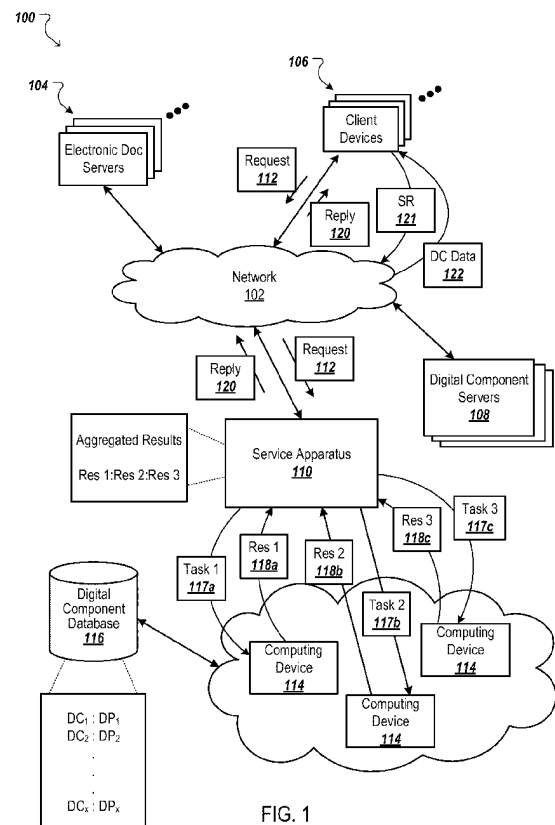 100
104
106
Electronic Doc
Servers
Client
Devices
Request
112
Reply
120
SR
121
DC Data
122
Network
102
Reply
120
Request
112
Digital Component
Servers
108
Aggregated Results
Res 1:Res 2:Res 3
Service Apparatus
110
Task 1
117a
Res 1
118a
Res 2
118b
Task 2
117b
Res 3
118c
Task 3
117c
Digital
Component
Database
116
Computing
Device
114
Computing
Device
114
Computing
Device
114
DC1 : DP1
DC2 : DP2
.
.
.
DCx : DPx
FIG. 1